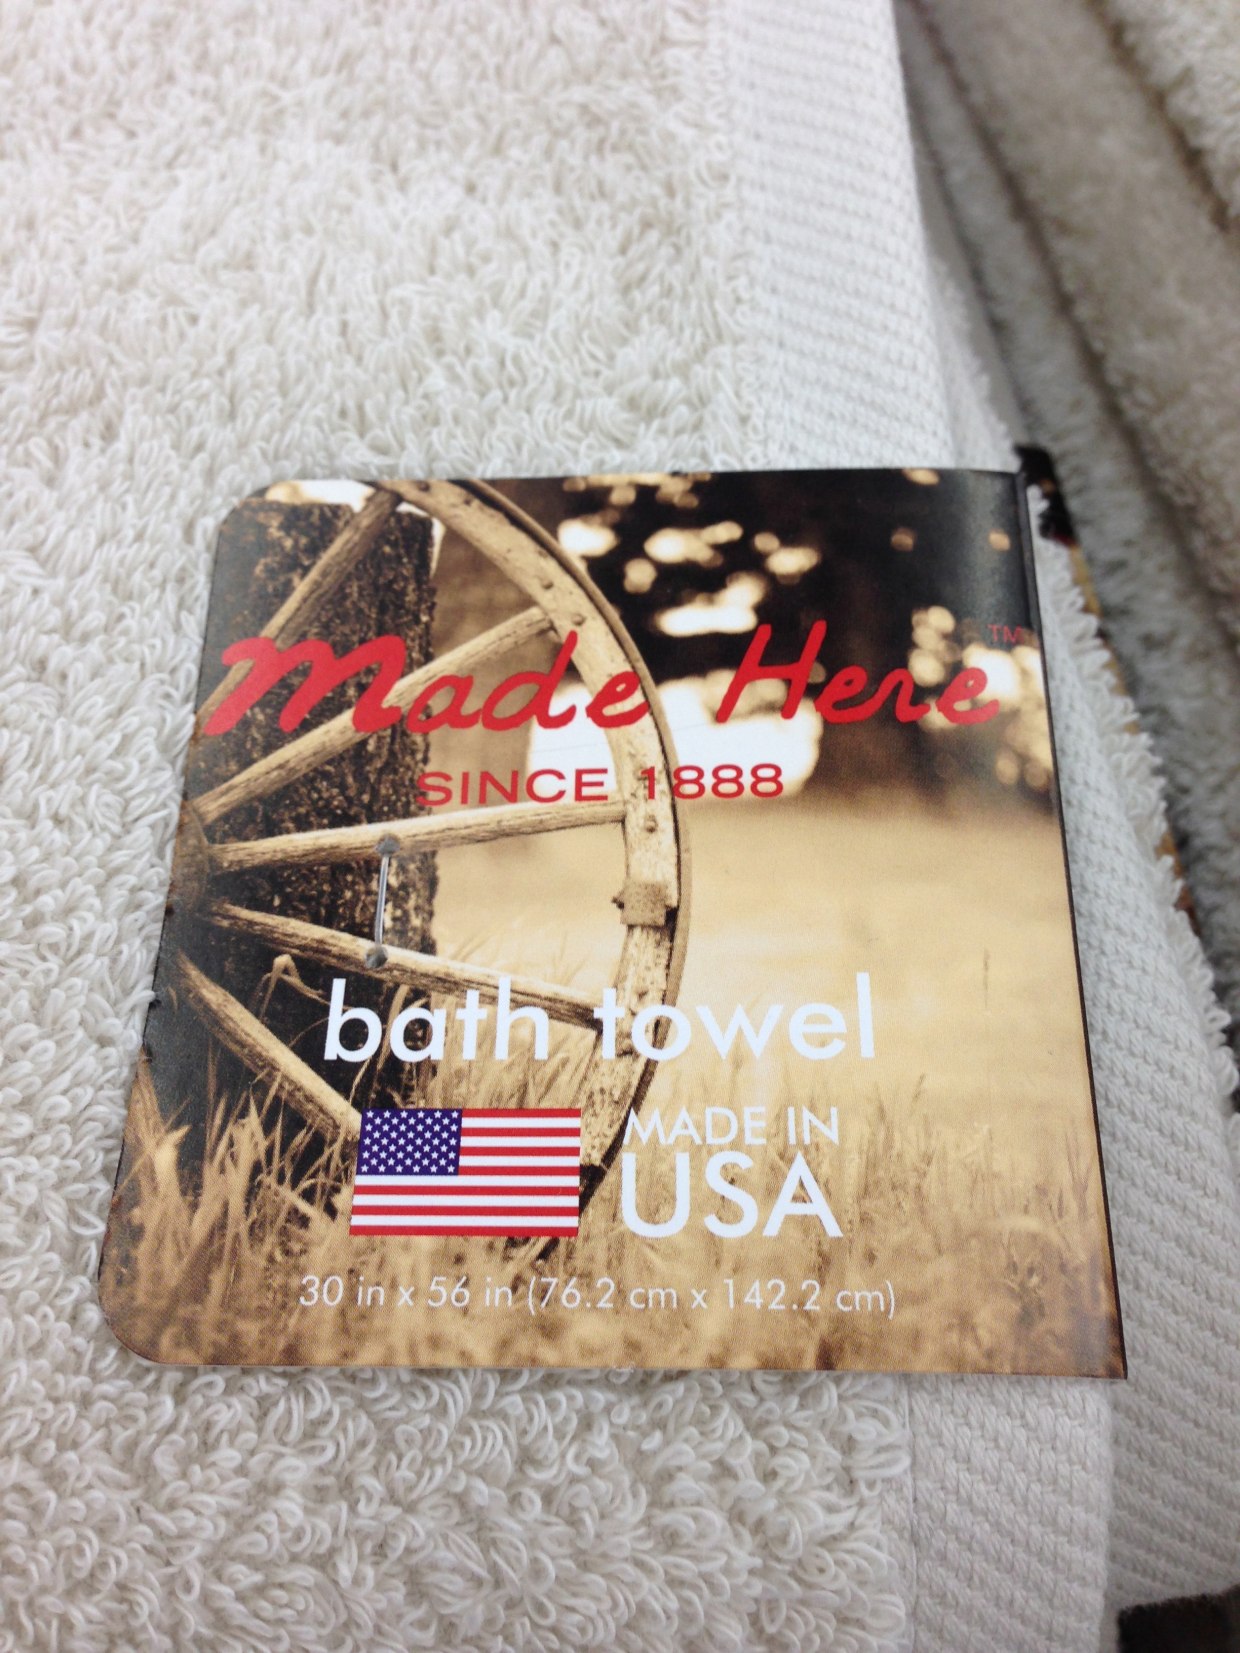 Made Here™
SINCE 1888
bath towel
MADE IN
USA
30 in x 56 in (76.2 cm x 142.2 cm)